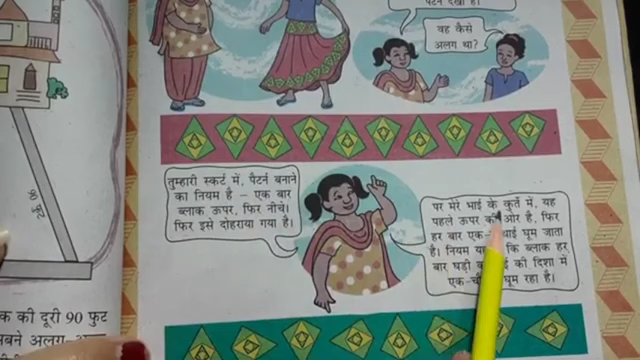 पैटर्न देखा है।
वह कैसे
अलग था?
तुम्हारी स्कर्ट में, पैटर्न बनाने
का नियम है – एक बार
ब्लाक ऊपर, फिर नीचे।
फिर इसे दोहराया गया है।
पर मेरे भाई के कुर्ते में, यह
पहले ऊपर की ओर है, फिर
हर बार एक- घूम जाता
है। नियम कि ब्लाक हर
बार घड़ी की दिशा में
एक- घूम रहा है।
90 फुट
क की दूरी 90 फुट
अलग